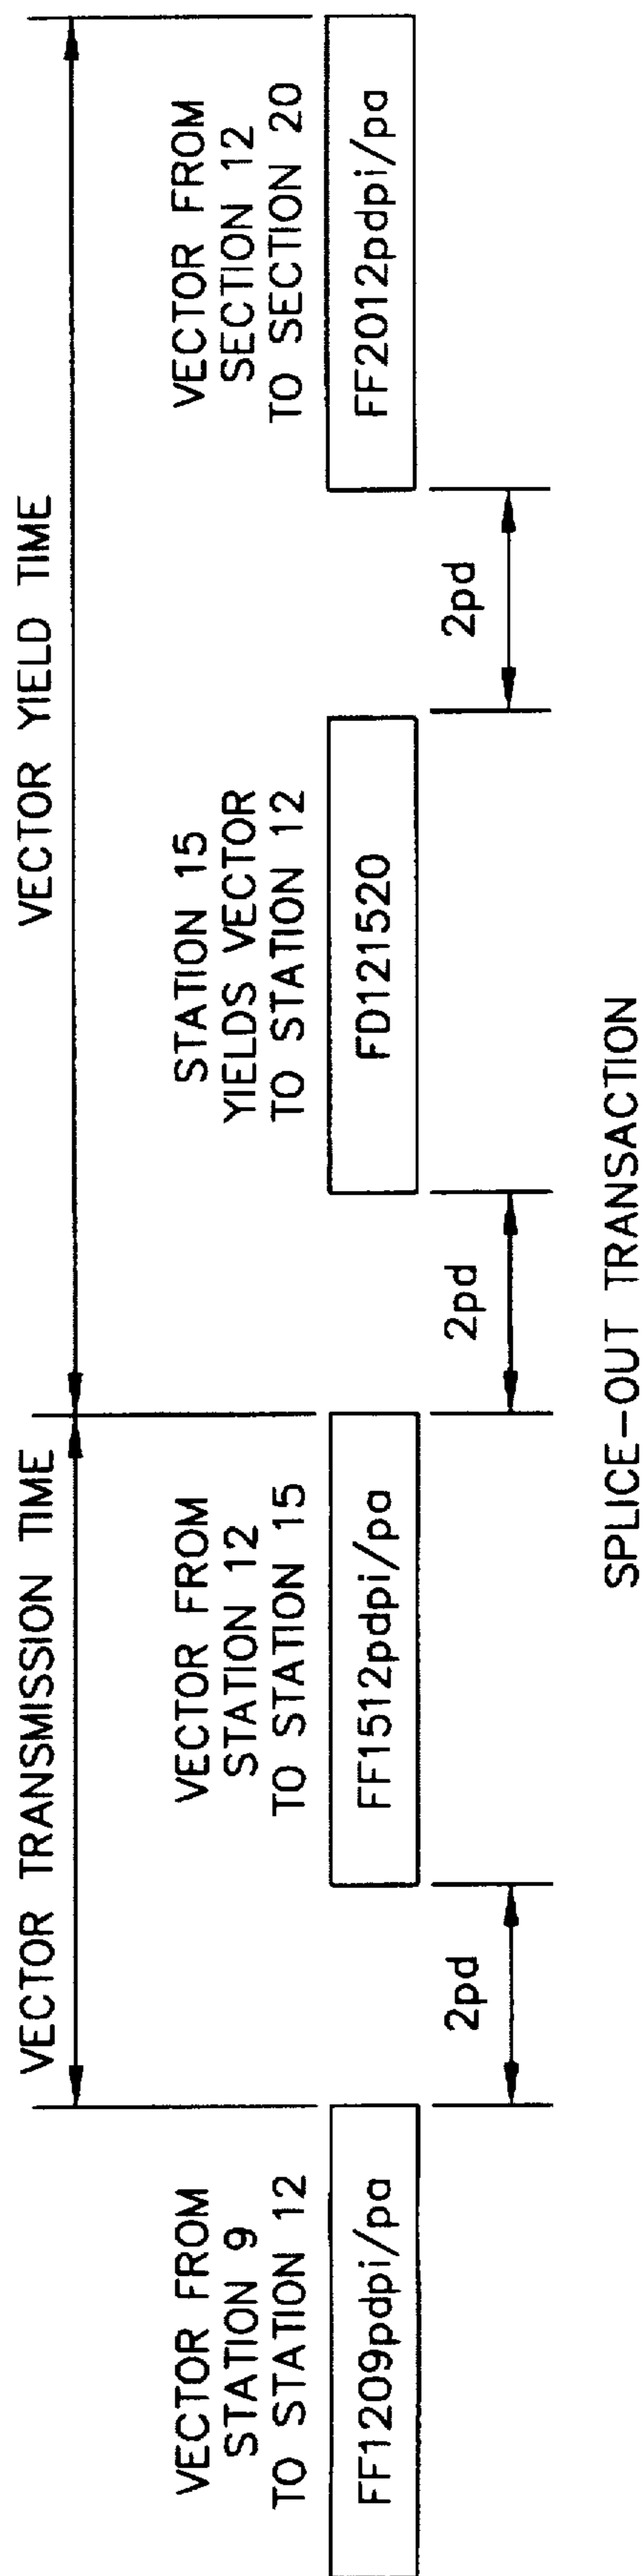 VECTOR TRANSMISSION TIME
VECTOR YIELD TIME
VECTOR FROM
STATION 9
TO STATION 12
VECTOR FROM
STATION 12
TO STATION 15
STATION 15
YIELDS VECTOR
TO STATION 12
VECTOR FROM
SECTION 12
TO SECTION 20
FF1209pdpi/pa
FF1512pdpi/pa
FD121520
FF2012pdpi/pa
2pd
2pd
2pd
SPLICE-OUT TRANSACTION